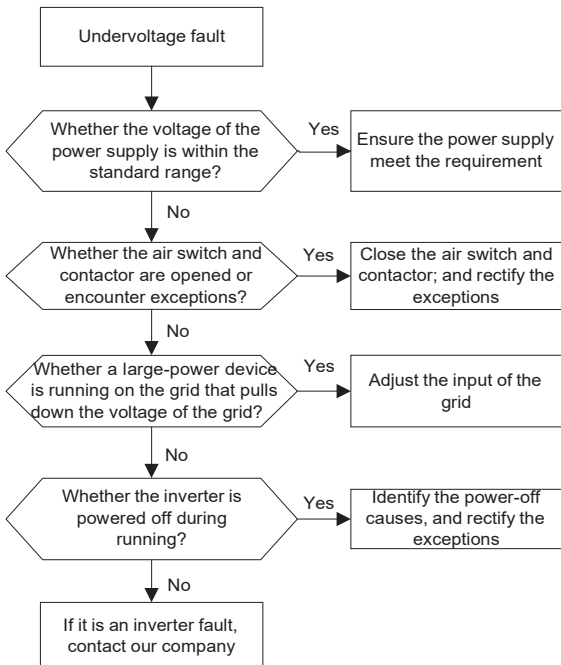 Undervoltage fault
Whether the voltage of the
power supply is within the
standard range?
Yes
Ensure the power supply
meet the requirement
No
Whether the air switch and
contactor are opened or
encounter exceptions?
Yes
Close the air switch and
contactor; and rectify the
exceptions
No
Whether a large-power device
is running on the grid that pulls
down the voltage of the grid?
Yes
Adjust the input of the
grid
No
Whether the inverter is
powered off during
running?
Yes
Identify the power-off
causes, and rectify the
exceptions
No
If it is an inverter fault,
contact our company